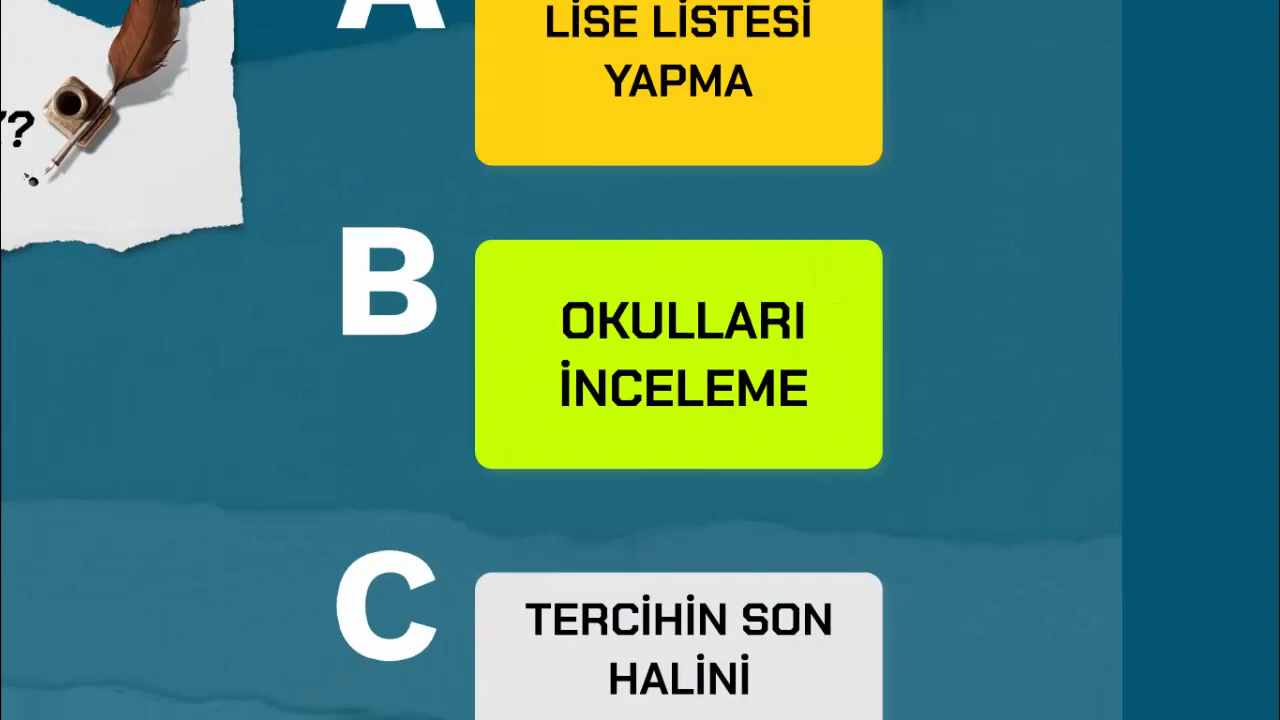 A
LİSE LİSTESİ
YAPMA
?
B
OKULLARI
İNCELEME
C
TERCİHİN SON
HALİNİ